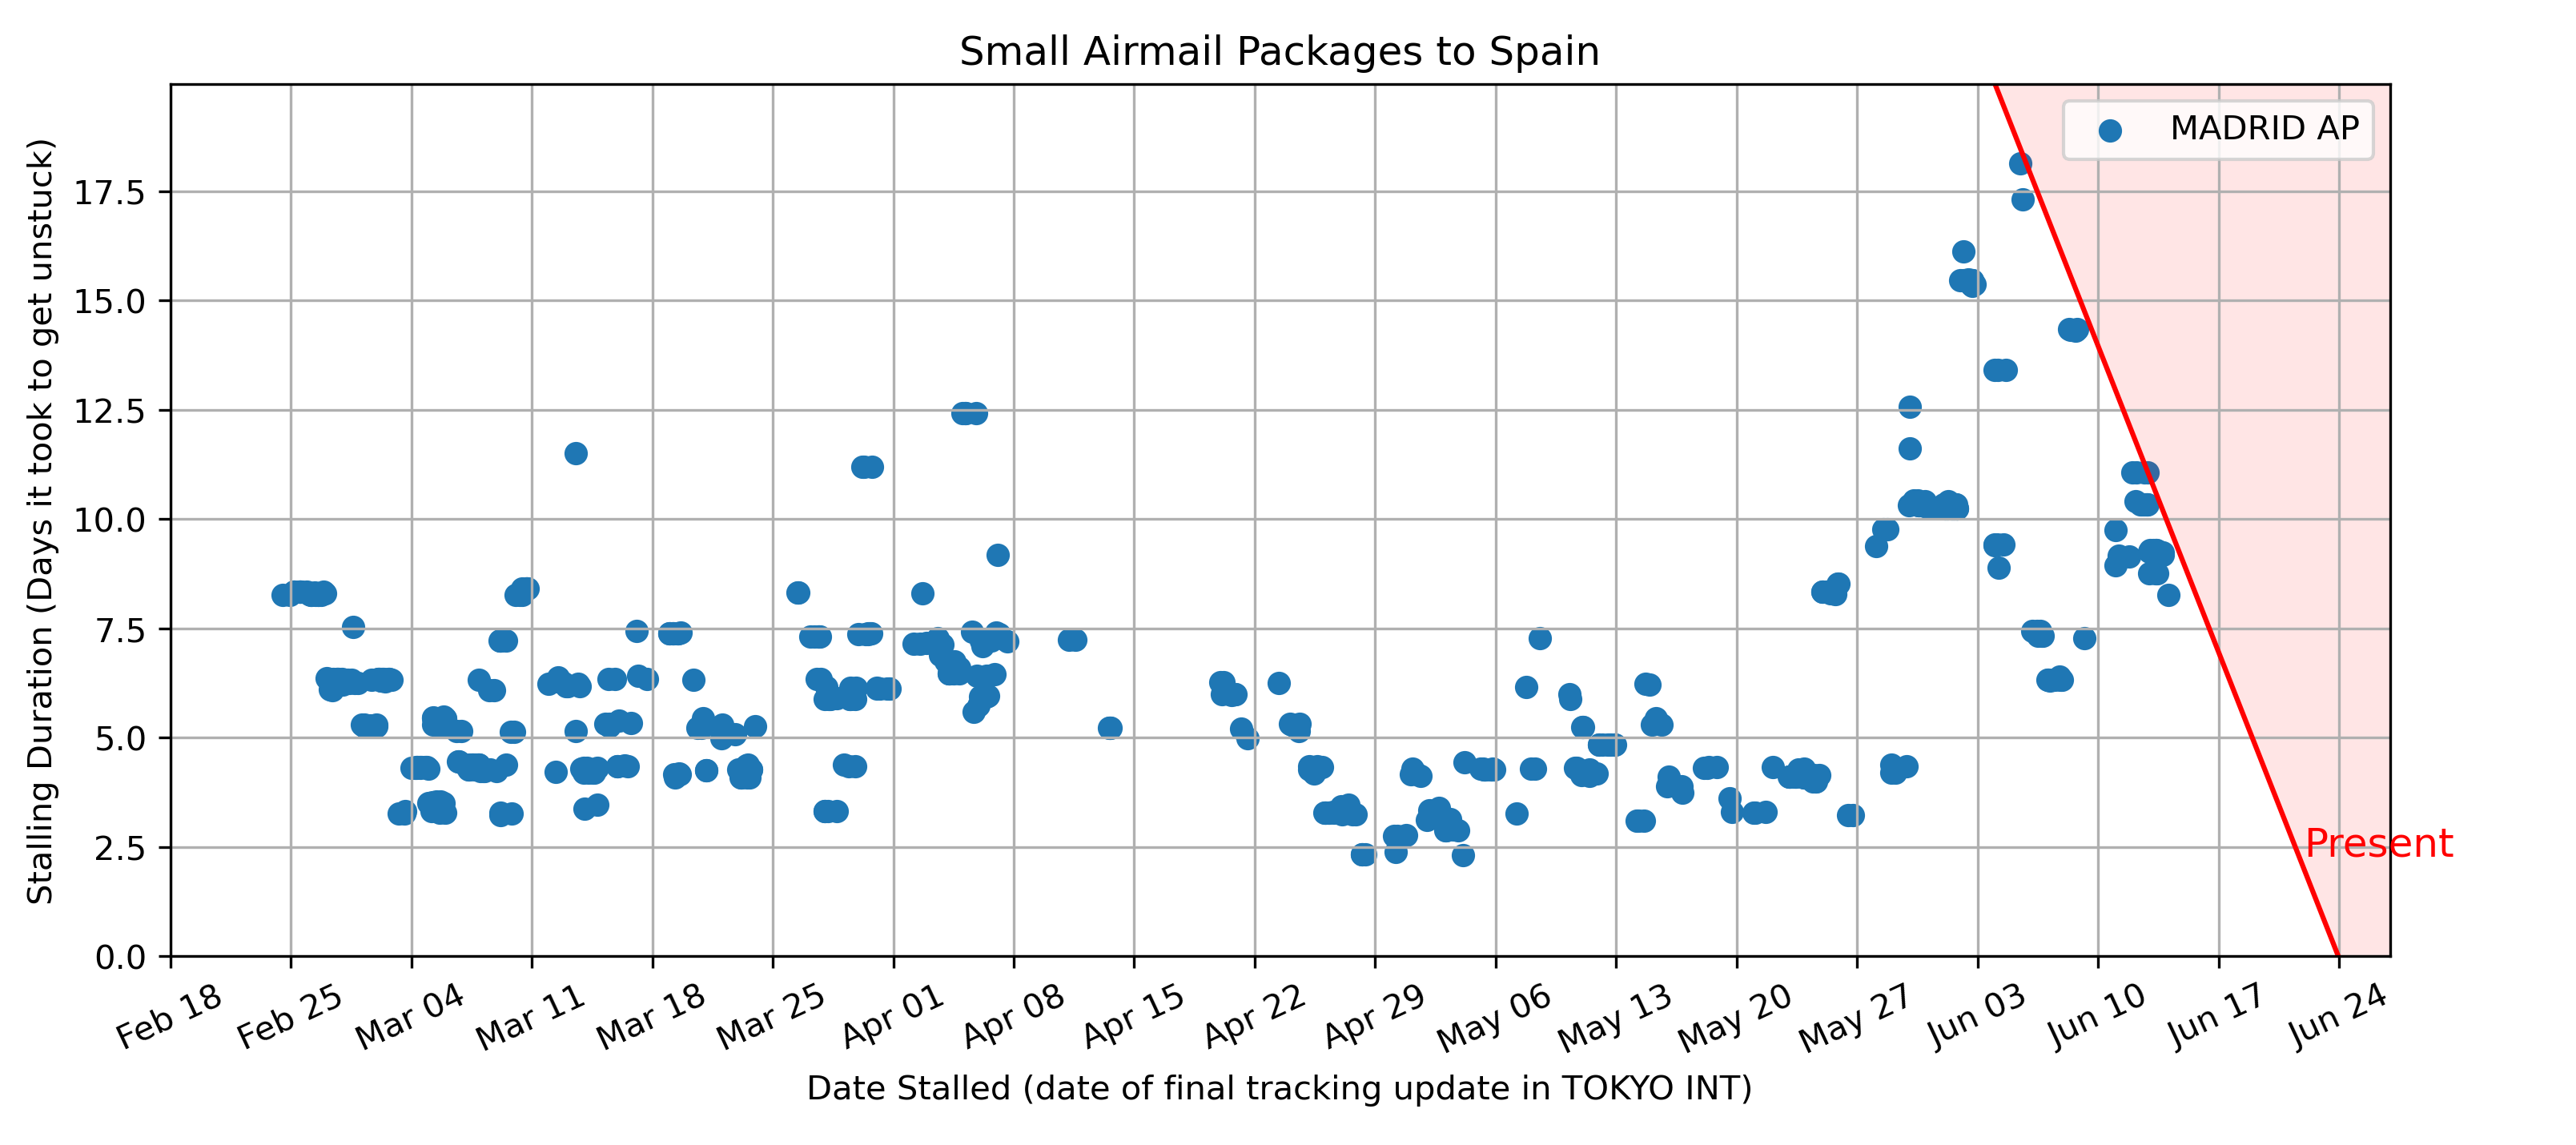 Small Airmail Packages to Spain
MADRID AP
Stalling Duration (Days it took to get unstuck)
17.5
15.0
12.5
10.0
7.5
5.0
2.5
0.0
Present
Feb 18
Feb 25
Mar 04
Mar 11
Mar 18
Mar 25
Apr 01
Apr 08
Apr 15
Apr 22
Apr 29
May 06
May 13
May 20
May 27
Jun 03
Jun 10
Jun 17
Jun 24
Date Stalled (date of final tracking update in TOKYO INT)